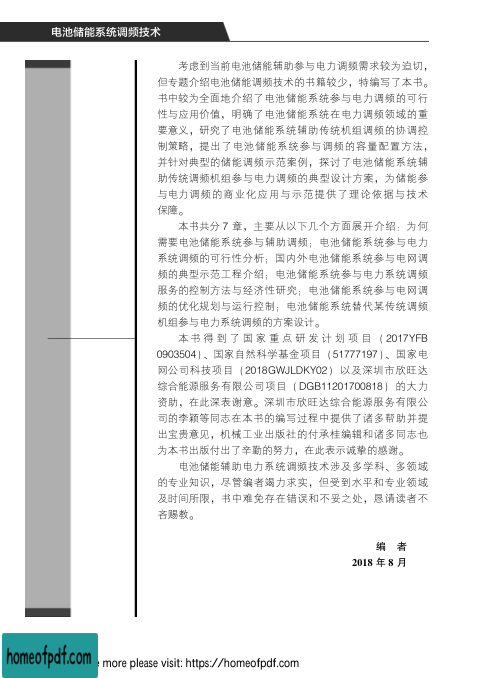 电池储能系统调频技术
考虑到当前电池储能辅助参与电力调频需求较为迫切，
但专题介绍电池储能调频技术的书籍较少，特编写了本书。
书中较为全面地介绍了电池储能系统参与电力调频的可行
性与应用价值，明确了电池储能系统在电力调频领域的重
要意义，研究了电池储能系统辅助传统机组调频的协调控
制策略，提出了电池储能系统参与调频的容量配置方法，
并针对典型的储能调频示范案例，探讨了电池储能系统辅
助传统调频机组参与电力调频的典型设计方案，为储能参
与电力调频的商业化应用与示范提供了理论依据与技术
保障。
本书共分 7 章，主要从以下几个方面展开介绍：为何
需要电池储能系统参与辅助调频；电池储能系统参与电力
系统调频的可行性分析；国内外电池储能系统参与电网调
频的典型示范工程介绍；电池储能系统参与电力系统调频
服务的控制方法与经济性研究；电池储能系统参与电网调
频的优化规划与运行控制；电池储能系统替代某传统调频
机组参与电力系统调频的方案设计。
本书得到了国家重点研发计划项目（2017YFB
0903504）、国家自然科学基金项目（51777197）、国家电
网公司科技项目（2018GWJLDKY02）以及深圳市欣旺达
综合能源服务有限公司项目（DGB11201700818）的大力
资助，在此深表谢意。深圳市欣旺达综合能源服务有限公
司的李颖等同志在本书的编写过程中提供了诸多帮助并提
出宝贵意见，机械工业出版社的付承桂编辑和诸多同志也
为本书出版付出了辛勤的努力，在此表示诚挚的感谢。
电池储能辅助电力系统调频技术涉及多学科、多领域
的专业知识，尽管编者竭力求实，但受到水平和专业领域
及时间所限，书中难免存在错误和不妥之处，恳请读者不
吝赐教。
编 者
2018 年 8 月
homeofpdf.com
more please visit: https://homeofpdf.com